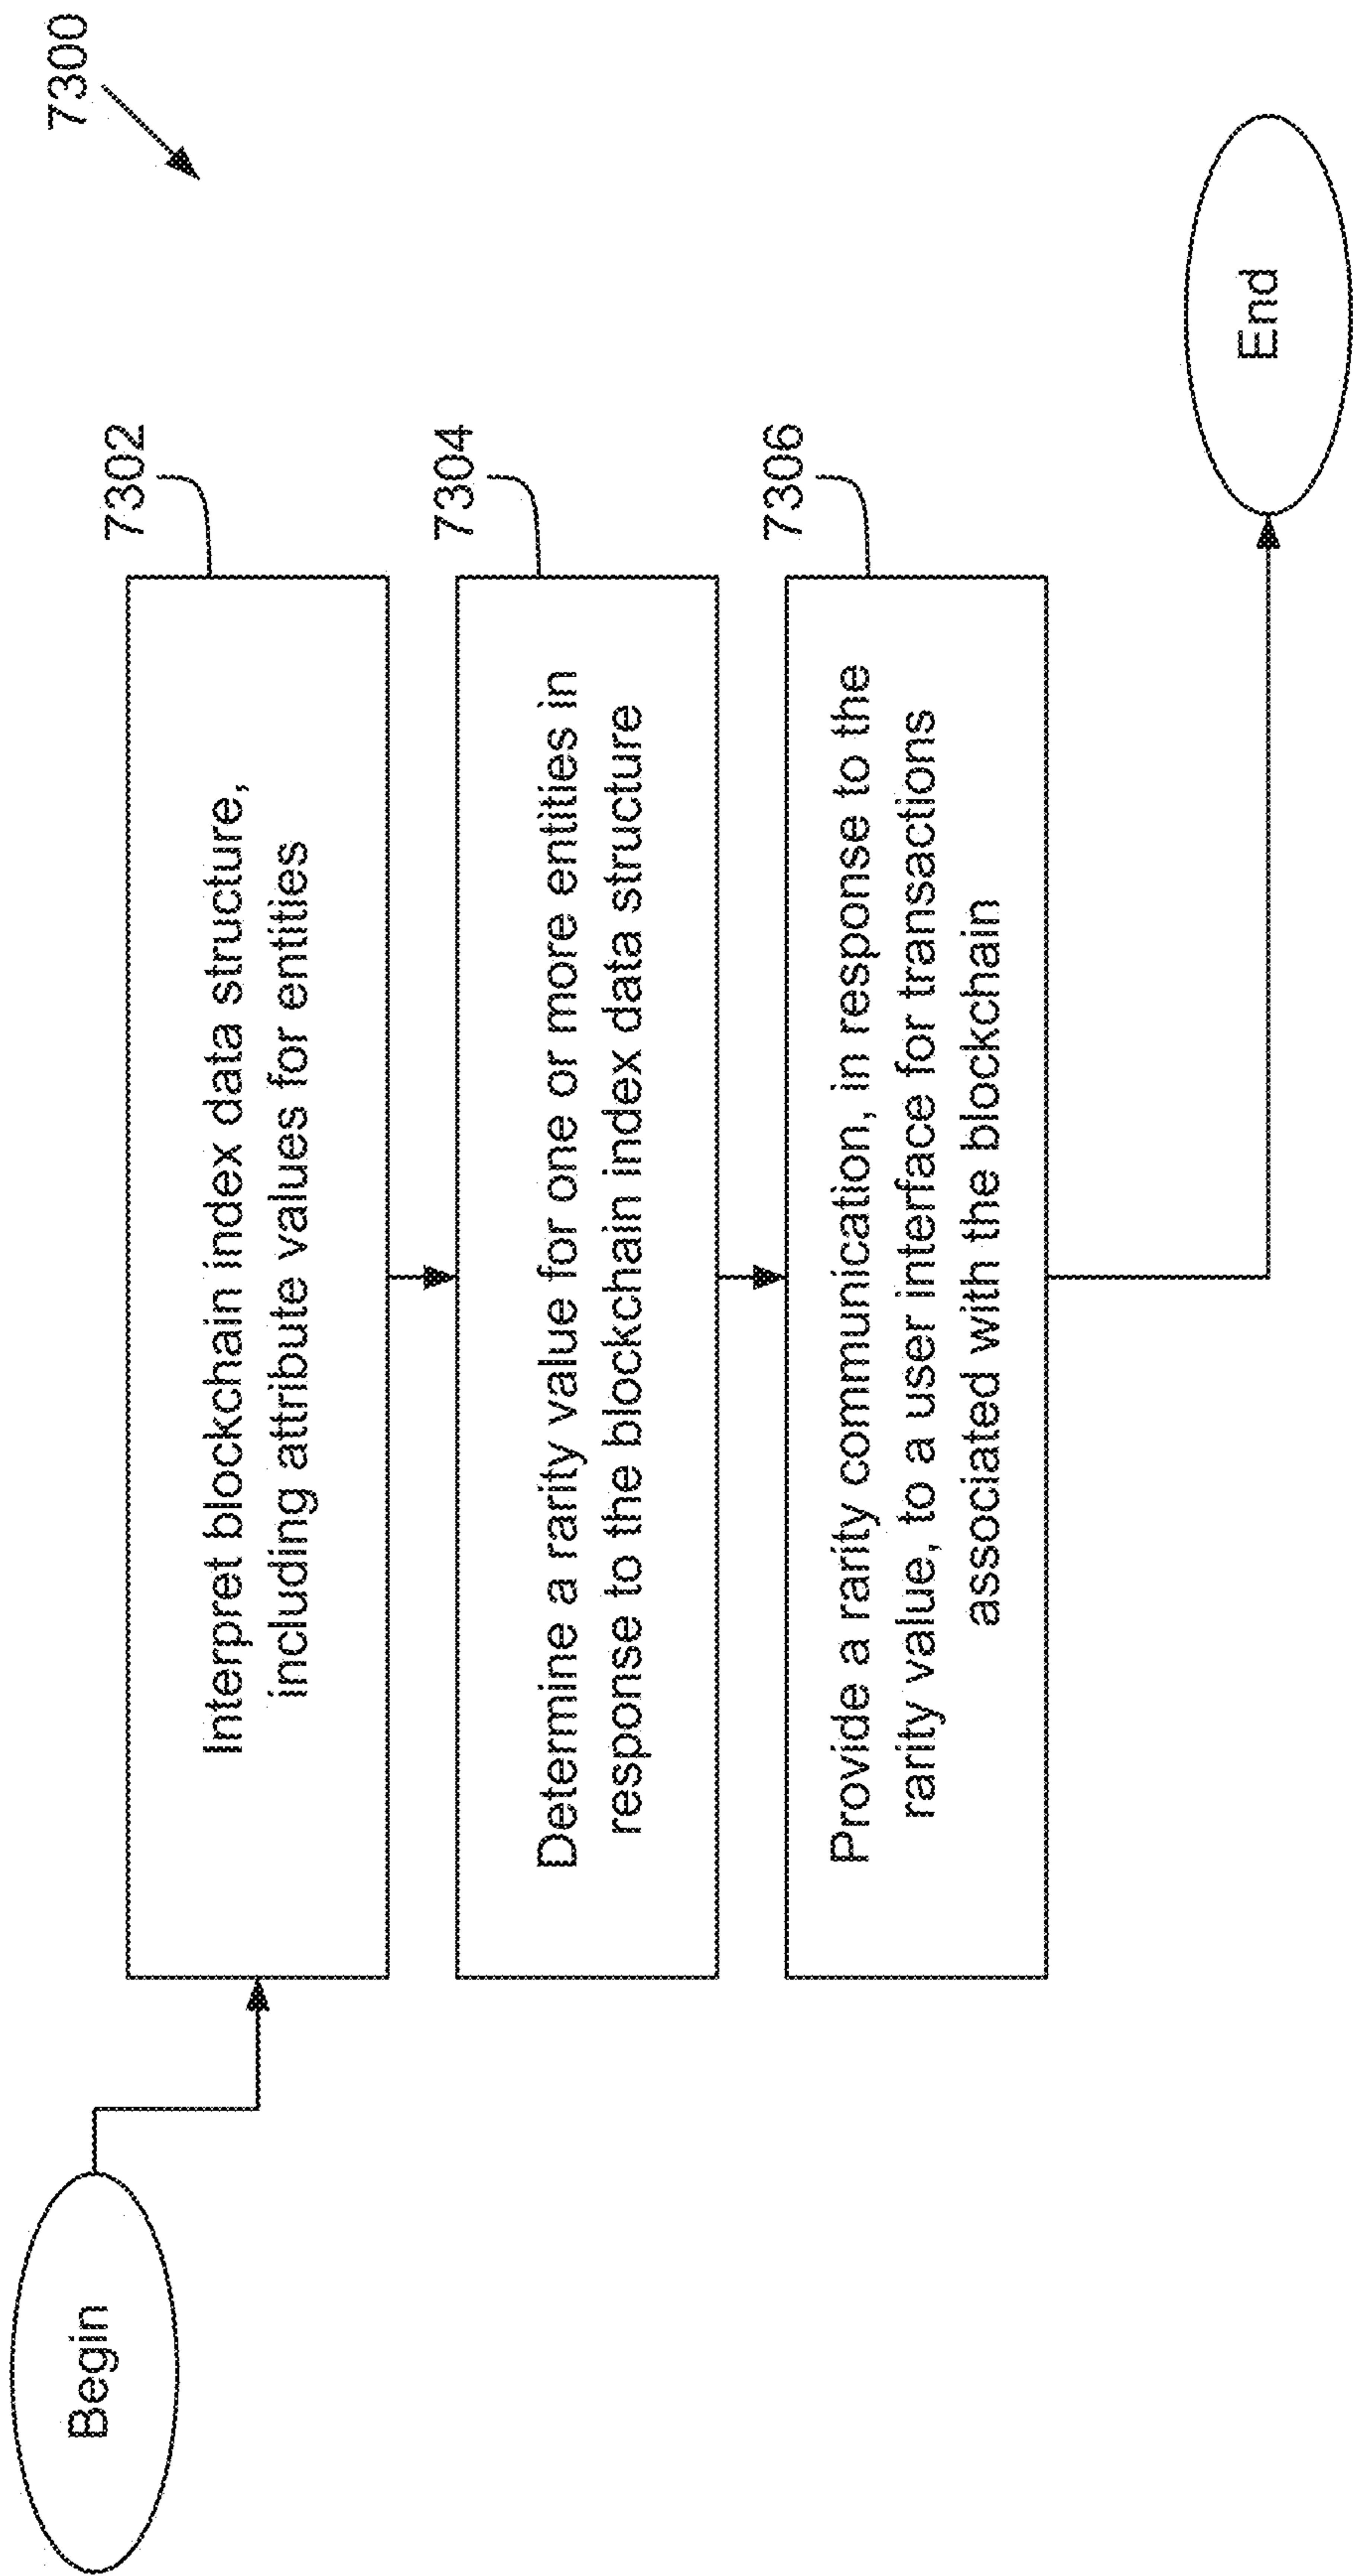 7300
Begin
7302
Interpret blockchain index data structure,
including attribute values for entities
7304
Determine a rarity value for one or more entities in
response to the blockchain index data structure
7306
Provide a rarity communication, in response to the
rarity value, to a user interface for transactions
associated with the blockchain
End